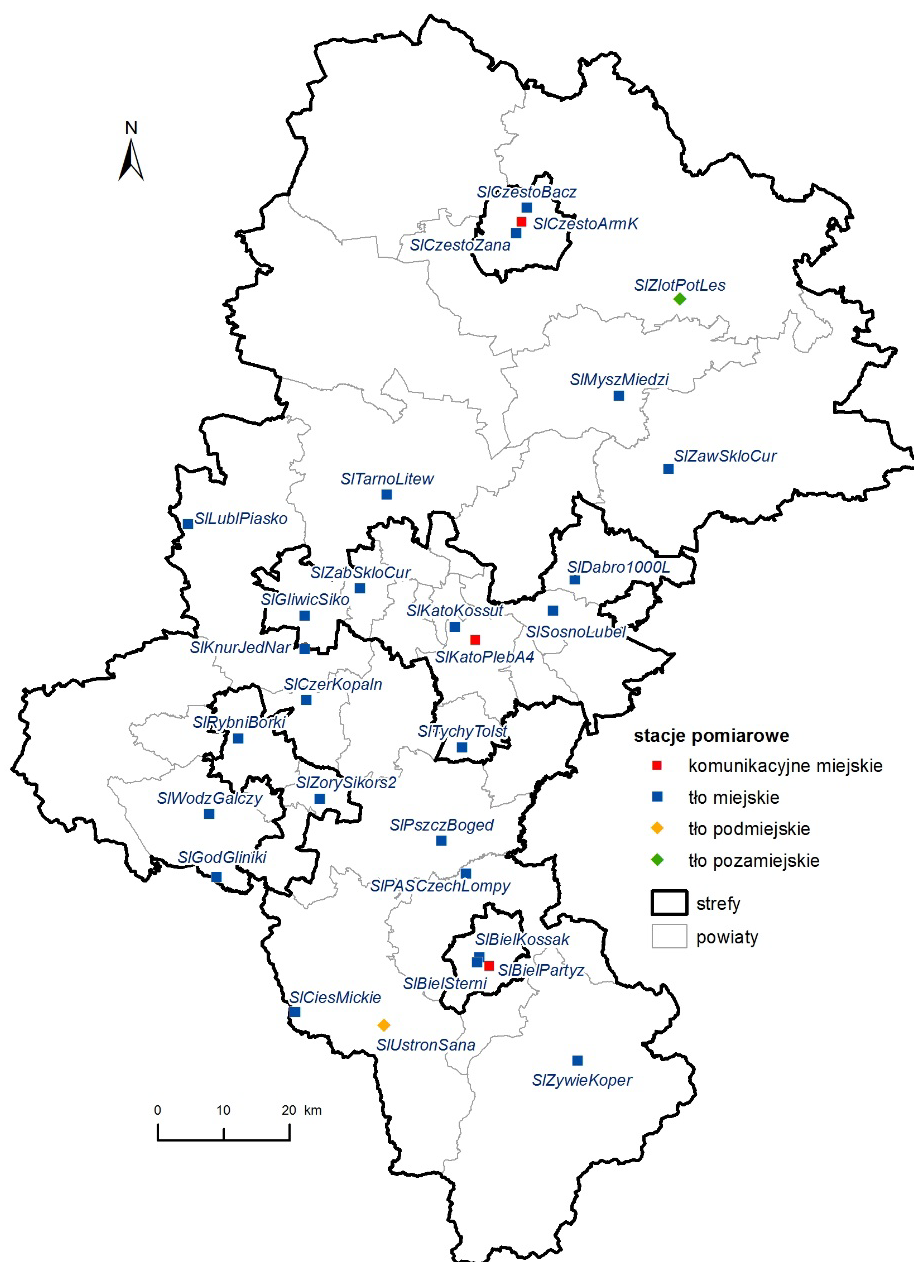 N
SlCzestoBacz
SlCzestoArmK
SlCzestoZana
SlZlotPotLes
SlMyszMiedzi
SlZawSkloCur
SlTarnoLitew
SlLublPiasko
SlDabro1000L
SlZabSkloCur
SlGliwicSiko
SlKatoKossut
SlSosnoLubel
SlKnurJedNar
SlKatoPlebA4
SlCzerKopaln
SlRybniBorki
SlTychyTolst
stacje pomiarowe
komunikacyjne miejskie
tło miejskie
tło podmiejskie
tło pozamiejskie
strefy
powiaty
SlZorySikors2
SlWodzGalczy
SlPszczBoged
SlGodGliniki
SlPASCzechLompy
SlBielKossak
SlBielPartyz
SlBielSterni
SlCiesMickie
SlUstronSana
SlZywieKoper
0 10 20 km